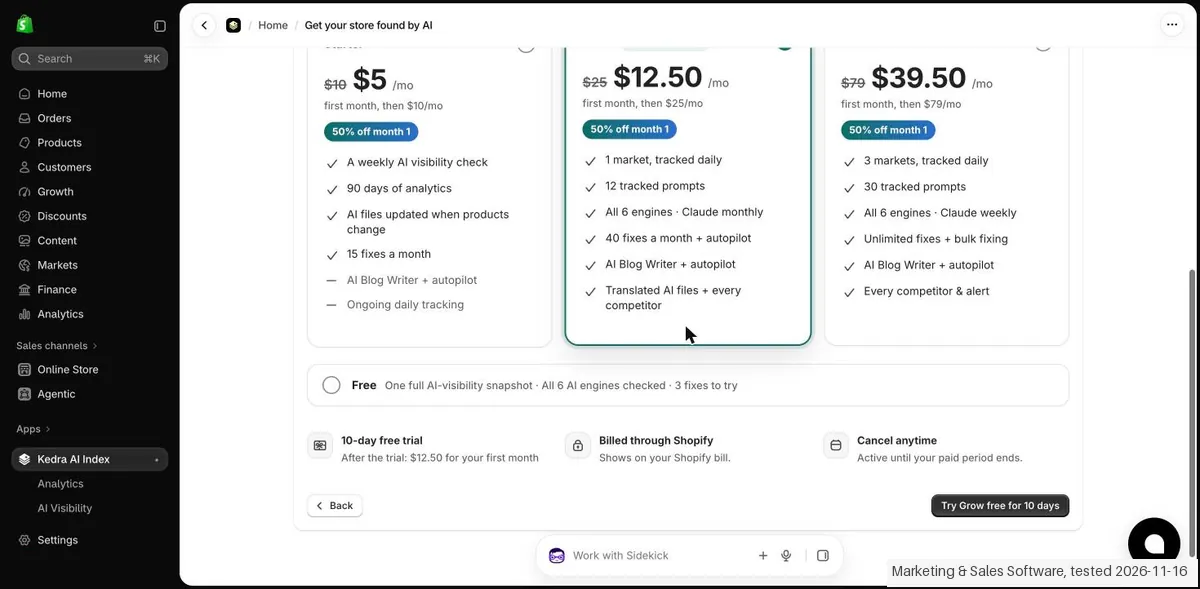 Home / Get your store found by AI
Search ⌘K
Home
Orders
Products
Customers
Growth
Discounts
Content
Markets
Finance
Analytics
Sales channels
Online Store
Agentic
Apps
Kedra AI Index
Analytics
AI Visibility
Settings
$10 $5 /mo
first month, then $10/mo
50% off month 1
A weekly AI visibility check
90 days of analytics
AI files updated when products
change
15 fixes a month
AI Blog Writer + autopilot
Ongoing daily tracking
$25 $12.50 /mo
first month, then $25/mo
50% off month 1
1 market, tracked daily
12 tracked prompts
All 6 engines · Claude monthly
40 fixes a month + autopilot
AI Blog Writer + autopilot
Translated AI files + every
competitor
$79 $39.50 /mo
first month, then $79/mo
50% off month 1
3 markets, tracked daily
30 tracked prompts
All 6 engines · Claude weekly
Unlimited fixes + bulk fixing
AI Blog Writer + autopilot
Every competitor & alert
Free One full AI-visibility snapshot · All 6 AI engines checked · 3 fixes to try
10-day free trial
After the trial: $12.50 for your first month
Billed through Shopify
Shows on your Shopify bill.
Cancel anytime
Active until your paid period ends.
Back
Try Grow free for 10 days
Work with Sidekick
Marketing & Sales Software, tested 2026-11-16